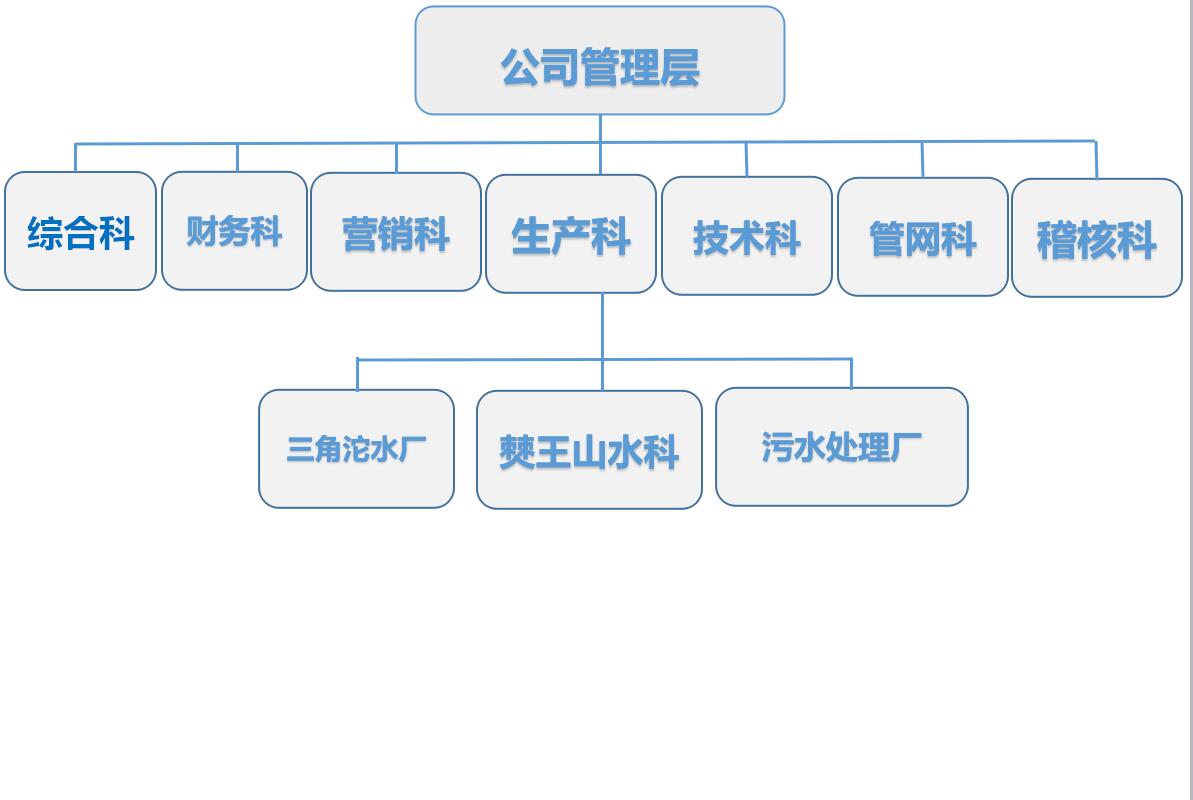 公司管理层
综合科
财务科
营销科
生产科
技术科
管网科
稽核科
三角沱水厂
僰王山水科
污水处理厂